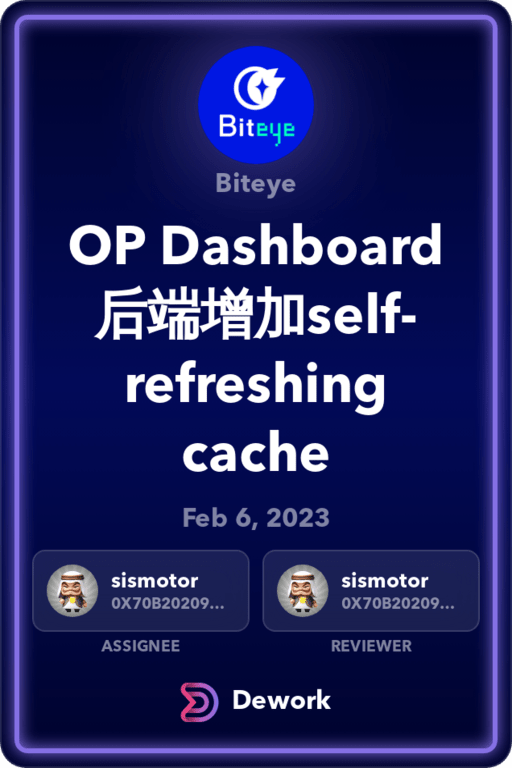 Biteye
Biteye
OP Dashboard
后端增加self-
refreshing
cache
Feb 6, 2023
sismotor
0X70B20209...
ASSIGNEE
sismotor
0X70B20209...
REVIEWER
Dework